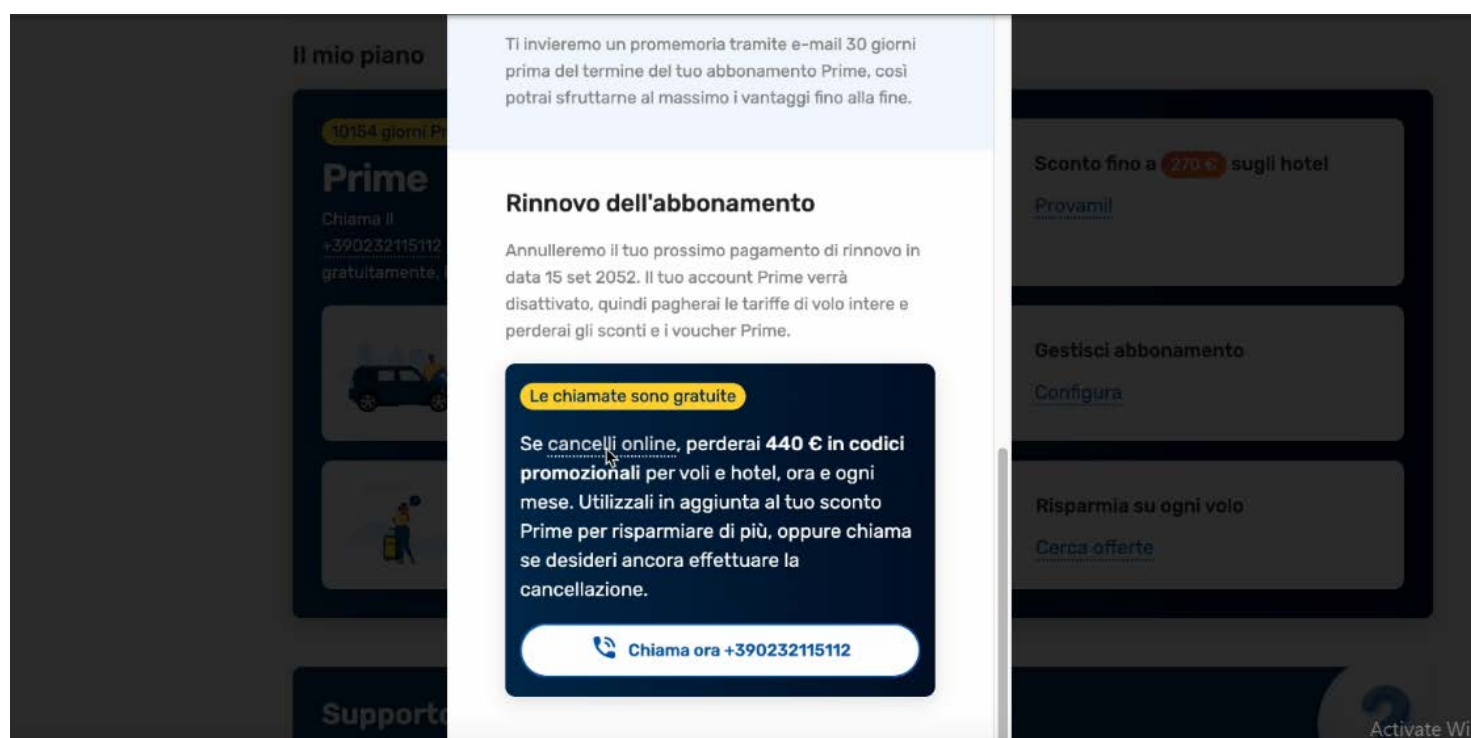 Il mio piano
10154 giorni Pr
Prime
Chiama il
+390232115112
gratuitamente,
Ti invieremo un promemoria tramite e-mail 30 giorni
prima del termine del tuo abbonamento Prime, così
potrai sfruttarne al massimo i vantaggi fino alla fine.
Rinnovo dell'abbonamento
Annulleremo il tuo prossimo pagamento di rinnovo in
data 15 set 2052. Il tuo account Prime verrà
disattivato, quindi pagherai le tariffe di volo intere e
perderai gli sconti e i voucher Prime.
Le chiamate sono gratuite
Se cancelli online, perderai 440 € in codici
promozionali per voli e hotel, ora e ogni
mese. Utilizzali in aggiunta al tuo sconto
Prime per risparmiare di più, oppure chiama
se desideri ancora effettuare la
cancellazione.
Chiama ora +390232115112
Sconto fino a 270 € sugli hotel
Provami!
Gestisci abbonamento
Configura
Risparmia su ogni volo
Cerca offerte
Supporto
Activate Wi